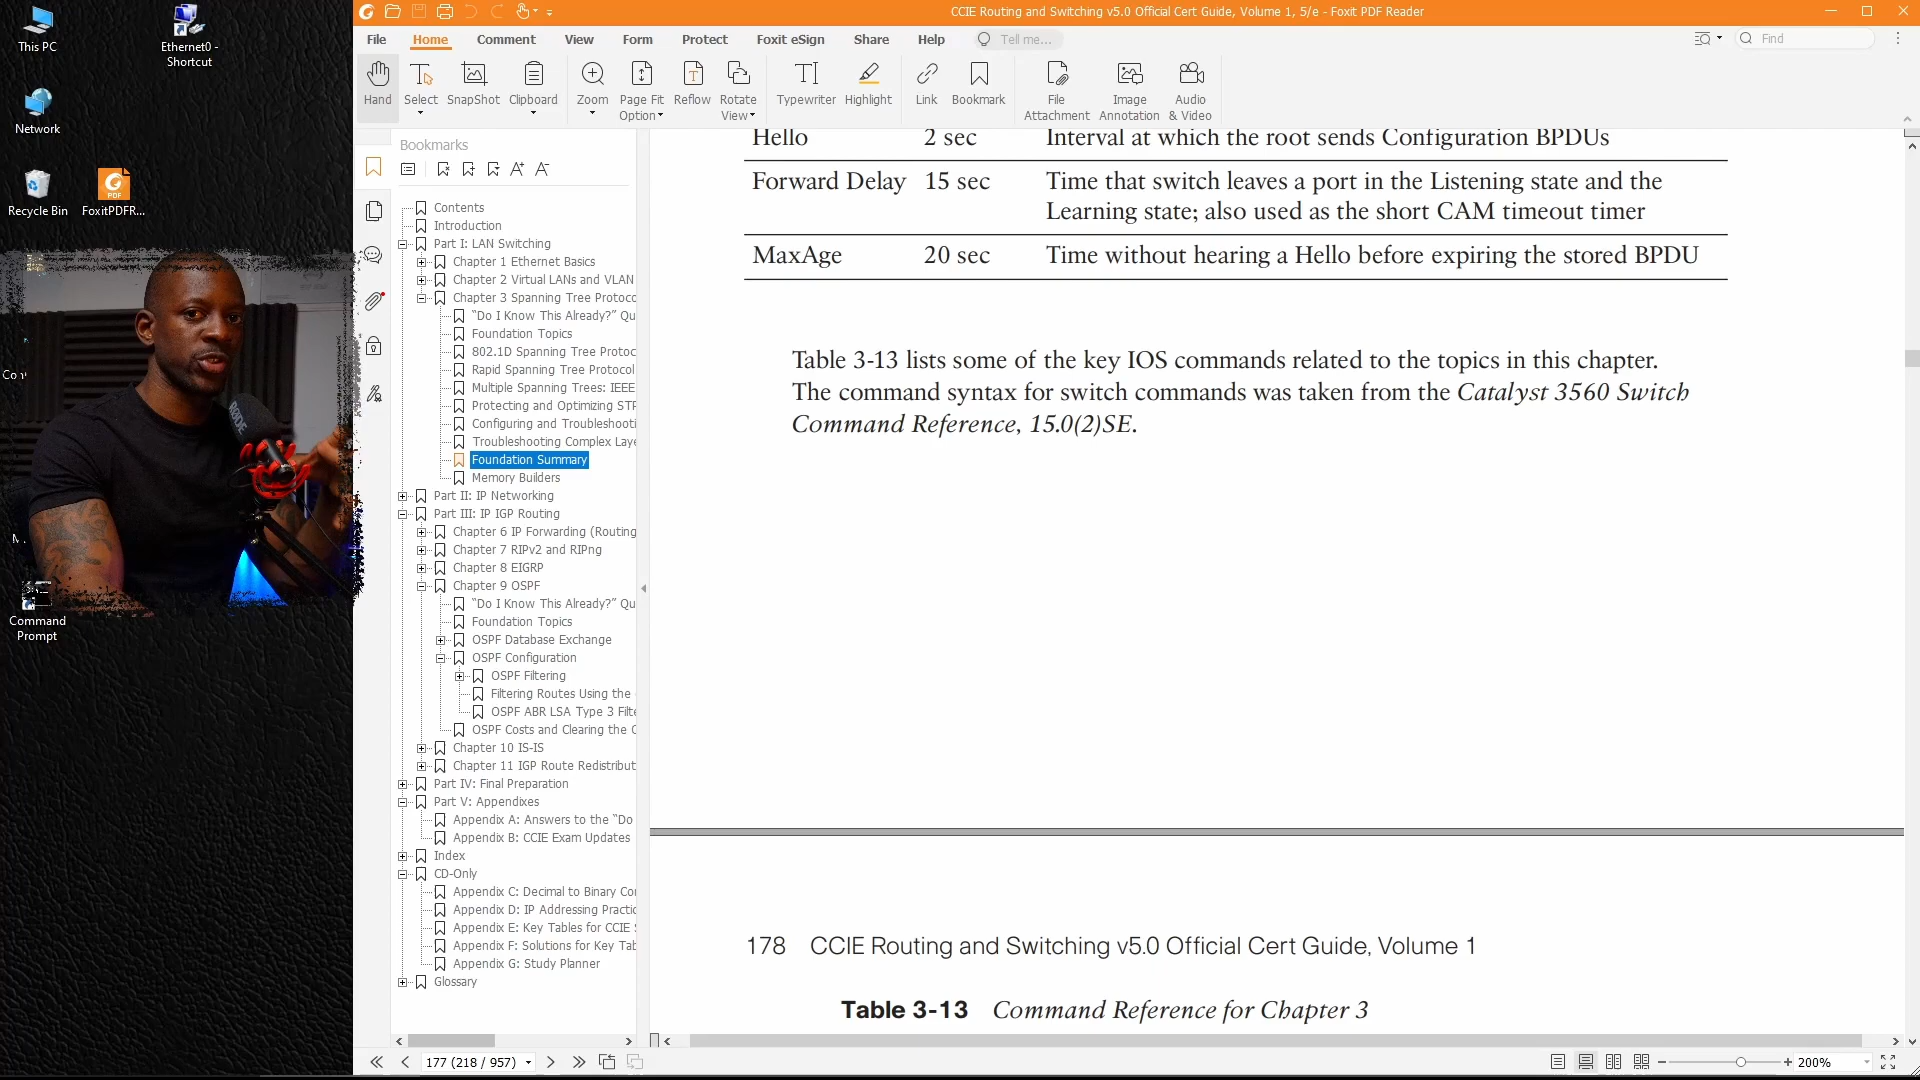 This PC
Ethernet0 -
Shortcut
Network
Recycle Bin
FoxitPDFR...
Command
Prompt
CCIE Routing and Switching v5.0 Official Cert Guide, Volume 1, 5/e - Foxit PDF Reader
File
Home
Comment
View
Form
Protect
Foxit eSign
Share
Help
Tell me...
Find
Hand
Select
SnapShot
Clipboard
Zoom
Page Fit
Option
Reflow
Rotate
View
Typewriter
Highlight
Link
Bookmark
File
Attachment
Image
Annotation
Audio
& Video
Bookmarks
Contents
Introduction
Part I: LAN Switching
Chapter 1 Ethernet Basics
Chapter 2 Virtual LANs and VLAN
Chapter 3 Spanning Tree Protoco
"Do I Know This Already?" Qu
Foundation Topics
802.1D Spanning Tree Protoc
Rapid Spanning Tree Protocol
Multiple Spanning Trees: IEEE
Protecting and Optimizing STP
Configuring and Troubleshooti
Troubleshooting Complex Laye
Foundation Summary
Memory Builders
Part II: IP Networking
Part III: IP IGP Routing
Chapter 6 IP Forwarding (Routing
Chapter 7 RIPv2 and RIPng
Chapter 8 EIGRP
Chapter 9 OSPF
"Do I Know This Already?" Qu
Foundation Topics
OSPF Database Exchange
OSPF Configuration
OSPF Filtering
Filtering Routes Using the
OSPF ABR LSA Type 3 Filte
OSPF Costs and Clearing the O
Chapter 10 IS-IS
Chapter 11 IGP Route Redistribut
Part IV: Final Preparation
Part V: Appendixes
Appendix A: Answers to the "Do
Appendix B: CCIE Exam Updates
Index
CD-Only
Appendix C: Decimal to Binary Con
Appendix D: IP Addressing Practic
Appendix E: Key Tables for CCIE S
Appendix F: Solutions for Key Tab
Appendix G: Study Planner
Glossary
Hello 2 sec Interval at which the root sends Configuration BPDUs
Forward Delay 15 sec Time that switch leaves a port in the Listening state and the
Learning state; also used as the short CAM timeout timer
MaxAge 20 sec Time without hearing a Hello before expiring the stored BPDU
Table 3-13 lists some of the key IOS commands related to the topics in this chapter.
The command syntax for switch commands was taken from the Catalyst 3560 Switch
Command Reference, 15.0(2)SE.
178 CCIE Routing and Switching v5.0 Official Cert Guide, Volume 1
Table 3-13 Command Reference for Chapter 3
177 (218 / 957)
200%